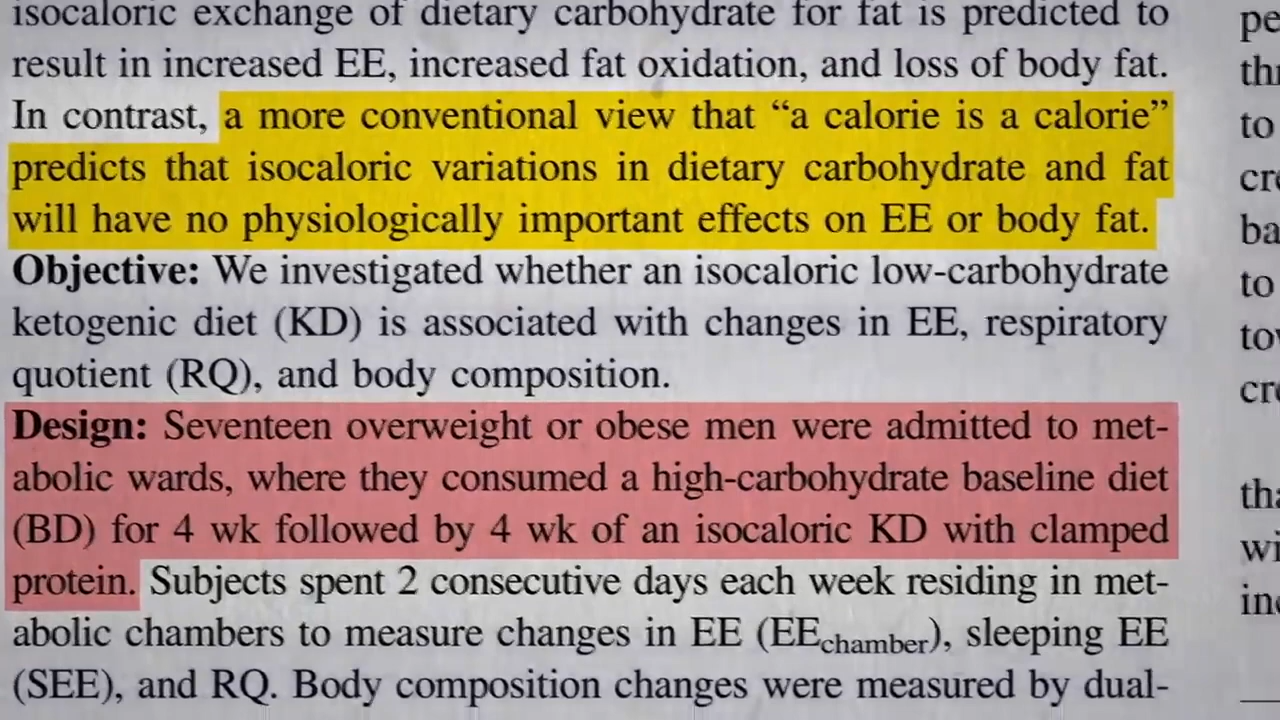 isocaloric exchange of dietary carbohydrate for fat is predicted to
result in increased EE, increased fat oxidation, and loss of body fat.
In contrast, a more conventional view that “a calorie is a calorie”
predicts that isocaloric variations in dietary carbohydrate and fat
will have no physiologically important effects on EE or body fat.
Objective: We investigated whether an isocaloric low-carbohydrate
ketogenic diet (KD) is associated with changes in EE, respiratory
quotient (RQ), and body composition.
Design: Seventeen overweight or obese men were admitted to met-
abolic wards, where they consumed a high-carbohydrate baseline diet
(BD) for 4 wk followed by 4 wk of an isocaloric KD with clamped
protein. Subjects spent 2 consecutive days each week residing in met-
abolic chambers to measure changes in EE (EEchamber), sleeping EE
(SEE), and RQ. Body composition changes were measured by dual-
to
to